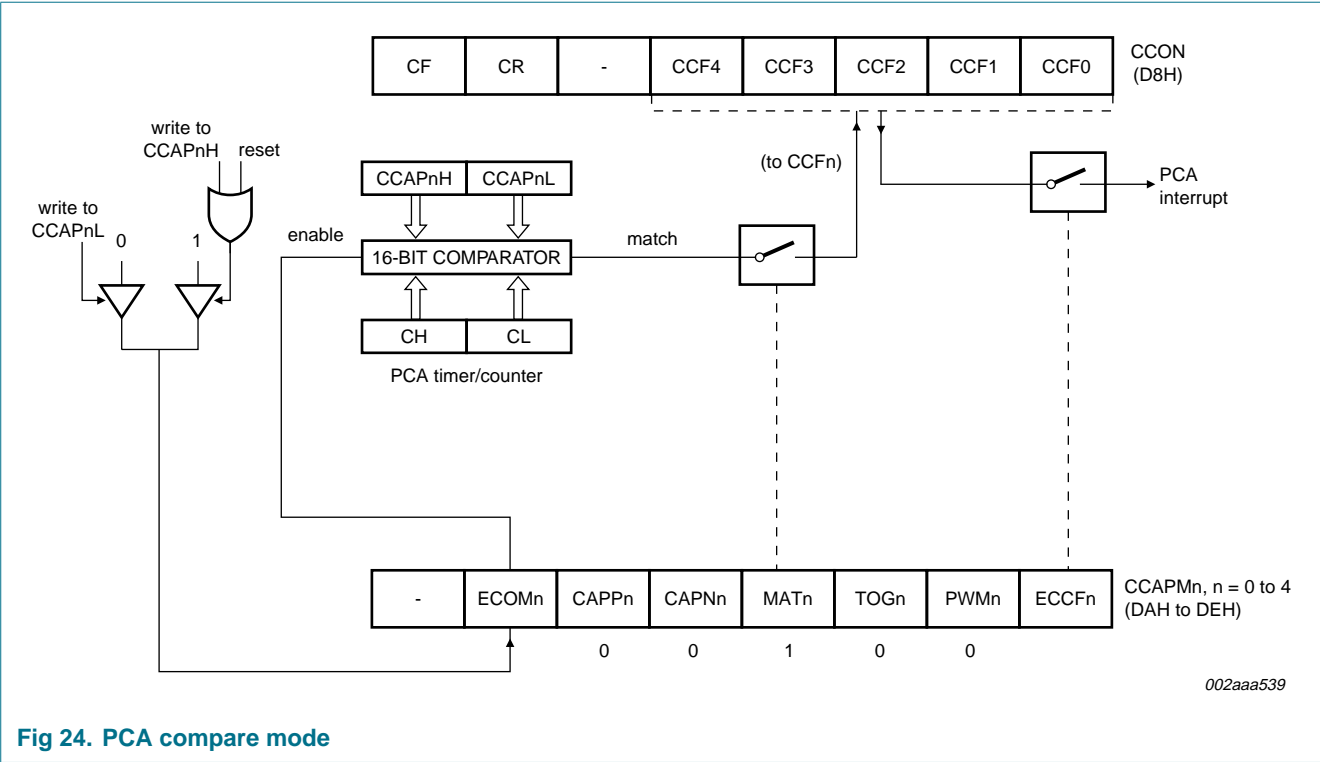 CF CR - CCF4 CCF3 CCF2 CCF1 CCF0
CCON
(D8H)
write to
CCAPnH reset
write to
CCAPnL
0 1
(to CCFn)
PCA
interrupt
CCAPnH CCAPnL
enable
16-BIT COMPARATOR
match
CH CL
PCA timer/counter
- ECOMn CAPPn CAPNn MATn TOGn PWMn ECCFn
CCAPMn, n = 0 to 4
(DAH to DEH)
0 0 1 0 0
002aaa539
Fig 24. PCA compare mode